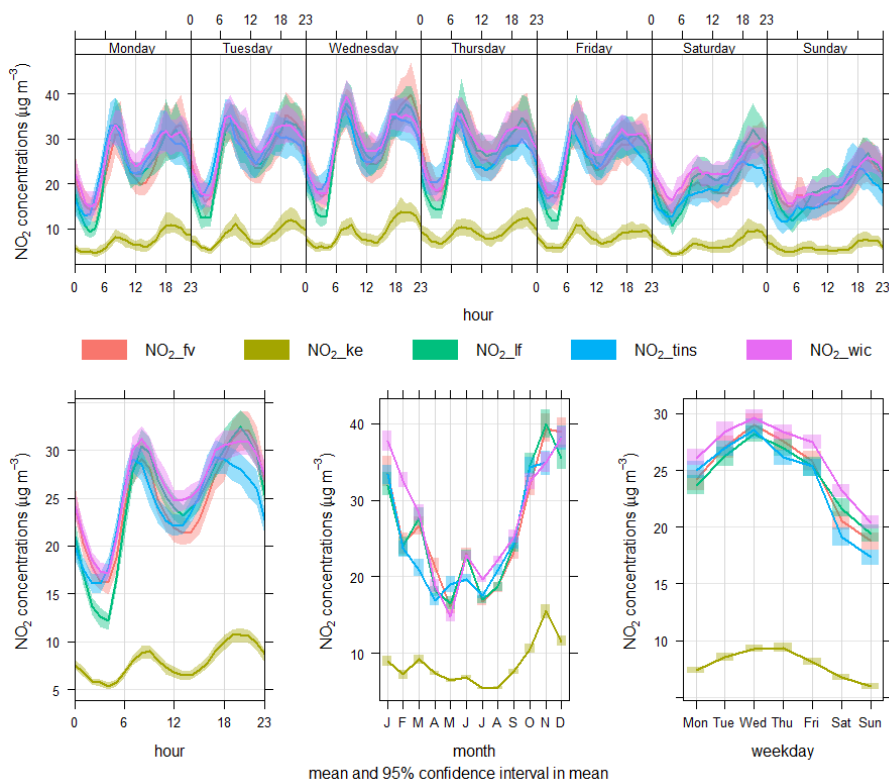 0 6 12 18 23 0 6 12 18 23 0 6 12 18 23
Monday Tuesday Wednesday Thursday Friday Saturday Sunday
NO₂ concentrations (µg m⁻³)
40
30
20
10
0 6 12 18 23 0 6 12 18 23 0 6 12 18 23 0 6 12 18 23
hour
NO₂_fv NO₂_ke NO₂_lf NO₂_tins NO₂_wic
NO₂ concentrations (µg m⁻³)
30
25
20
15
10
5
0 6 12 18 23
hour
NO₂ concentrations (µg m⁻³)
40
30
20
10
J F M A M J J A S O N D
month
NO₂ concentrations (µg m⁻³)
30
25
20
15
10
Mon Tue Wed Thu Fri Sat Sun
weekday
mean and 95% confidence interval in mean